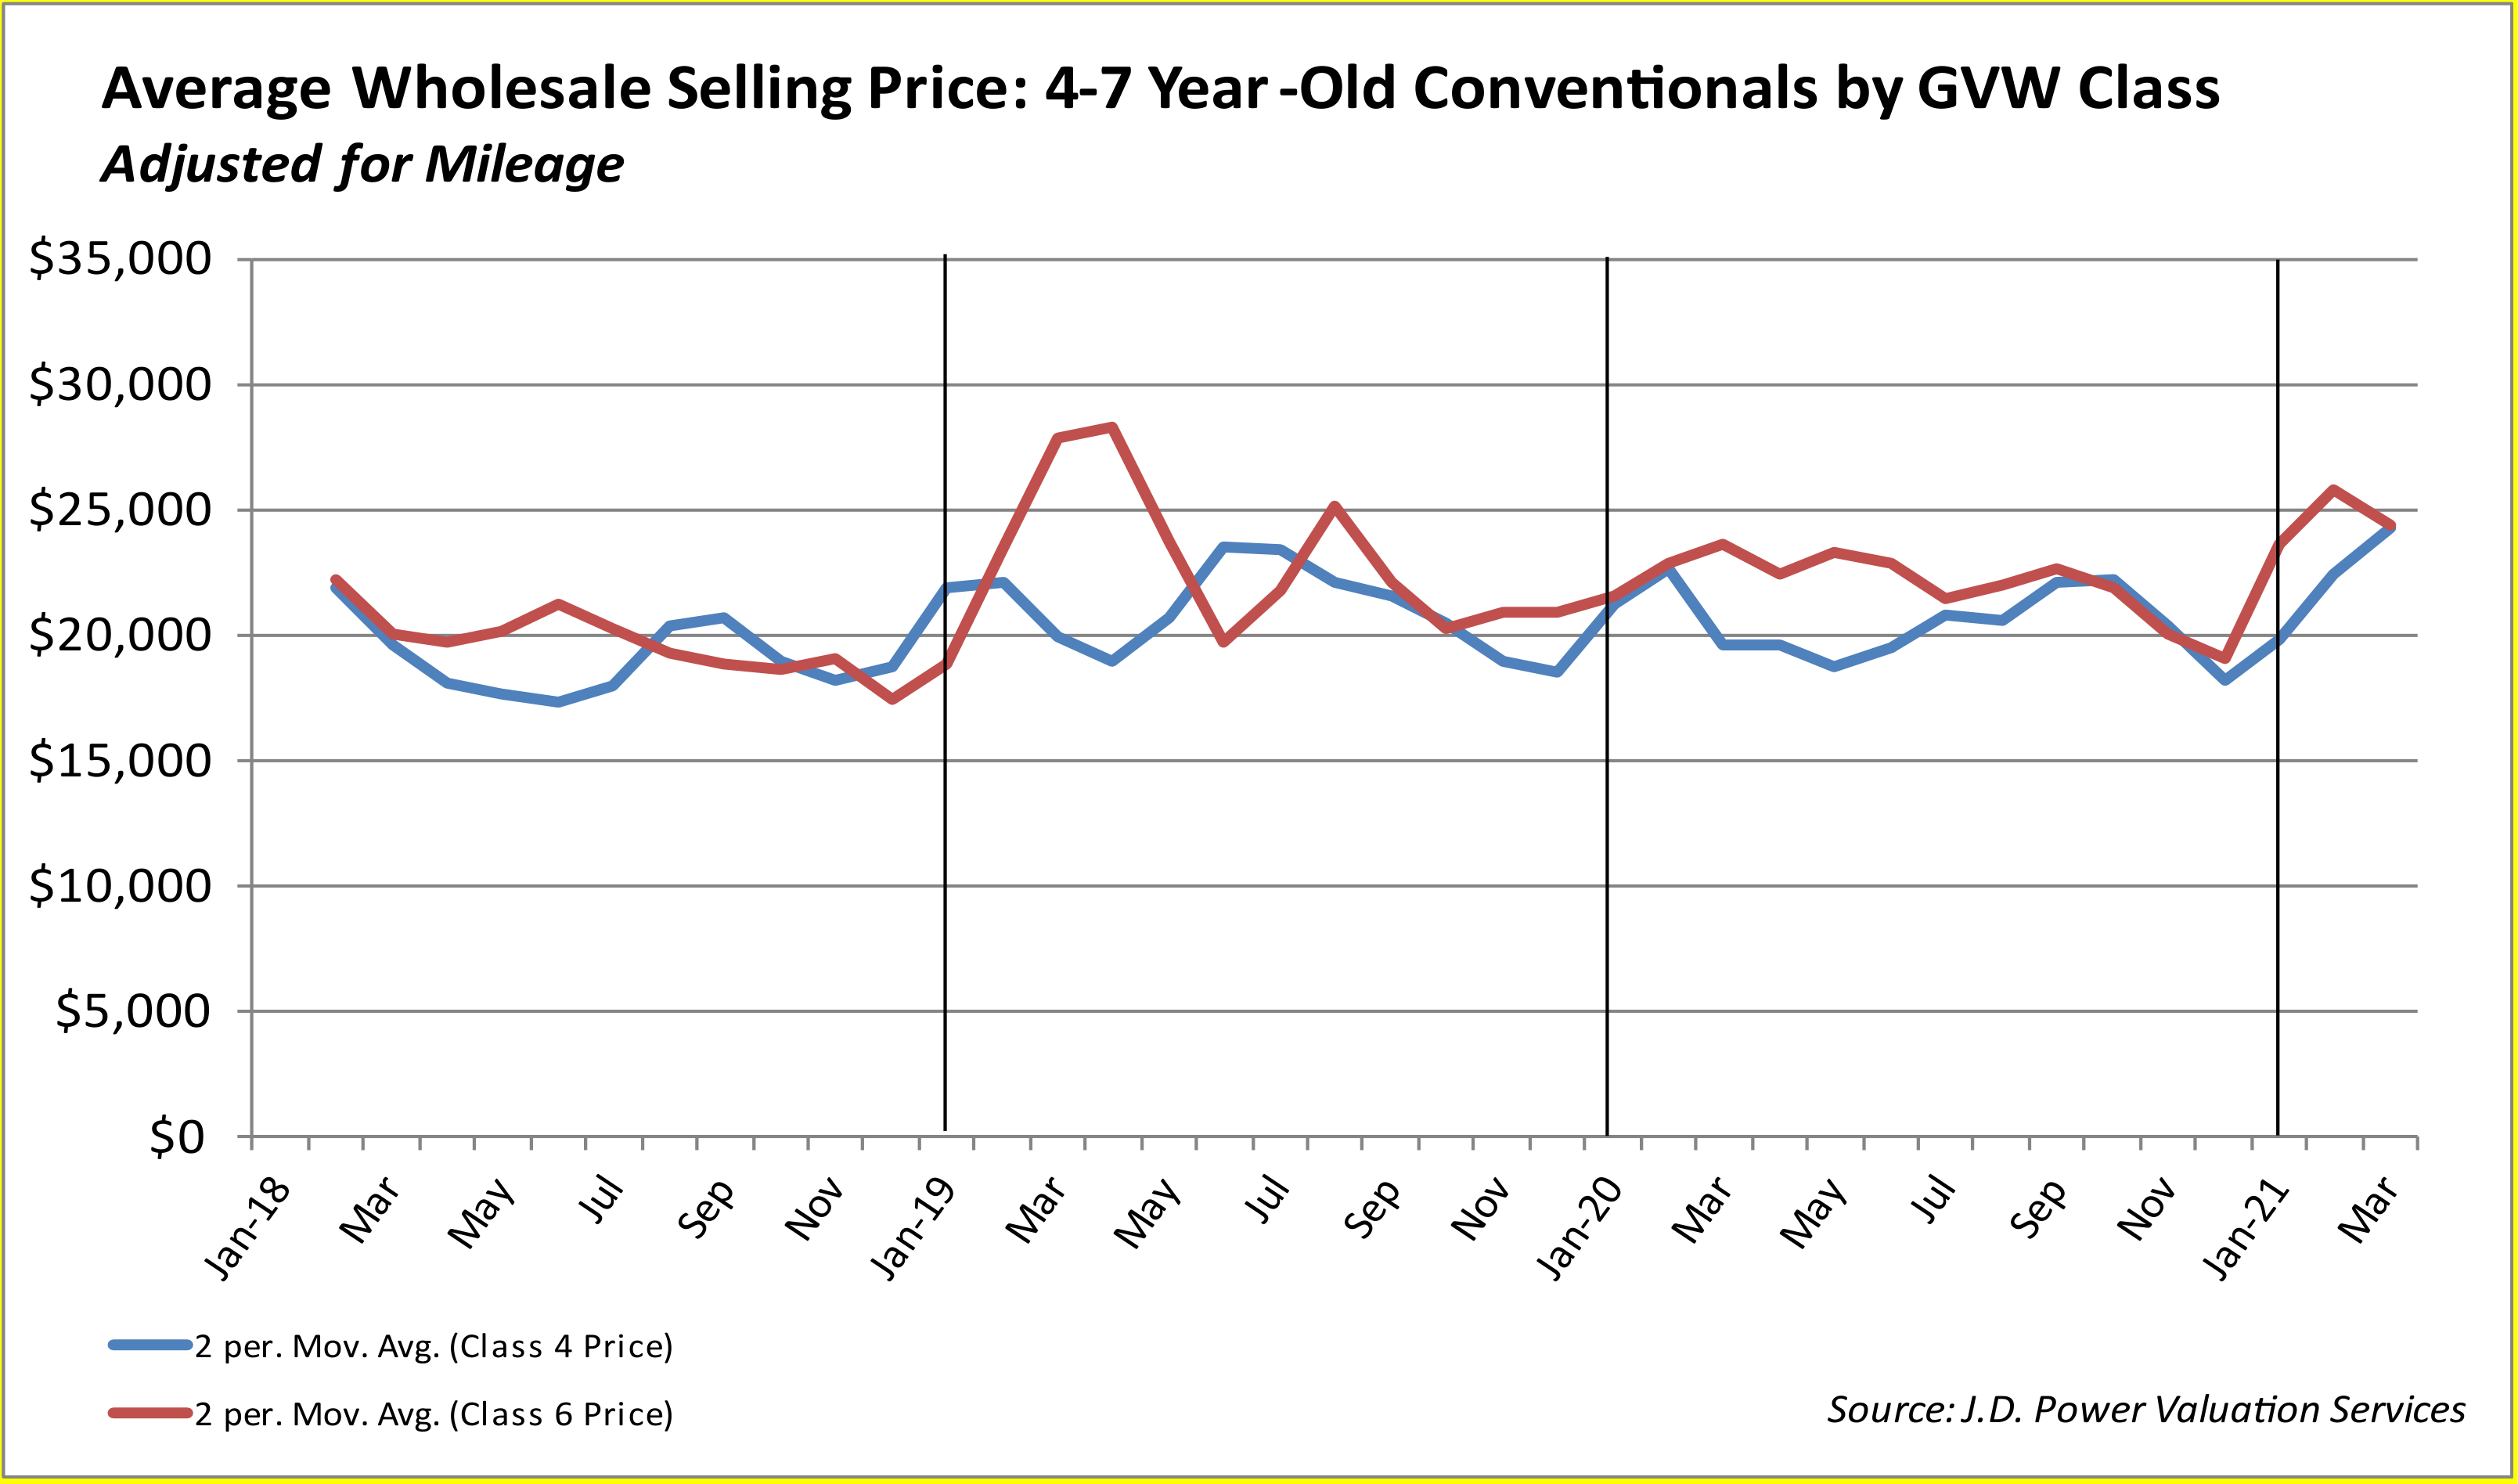 Average Wholesale Selling Price: 4-7 Year-Old Conventionals by GVW Class
Adjusted for Mileage
$35,000
$30,000
$25,000
$20,000
$15,000
$10,000
$5,000
$0
Jan-18 Mar May Jul Sep Nov Jan-19 Mar May Jul Sep Nov Jan-20 Mar May Jul Sep Nov Jan-21 Mar
2 per. Mov. Avg. (Class 4 Price)
2 per. Mov. Avg. (Class 6 Price)
Source: J.D. Power Valuation Services